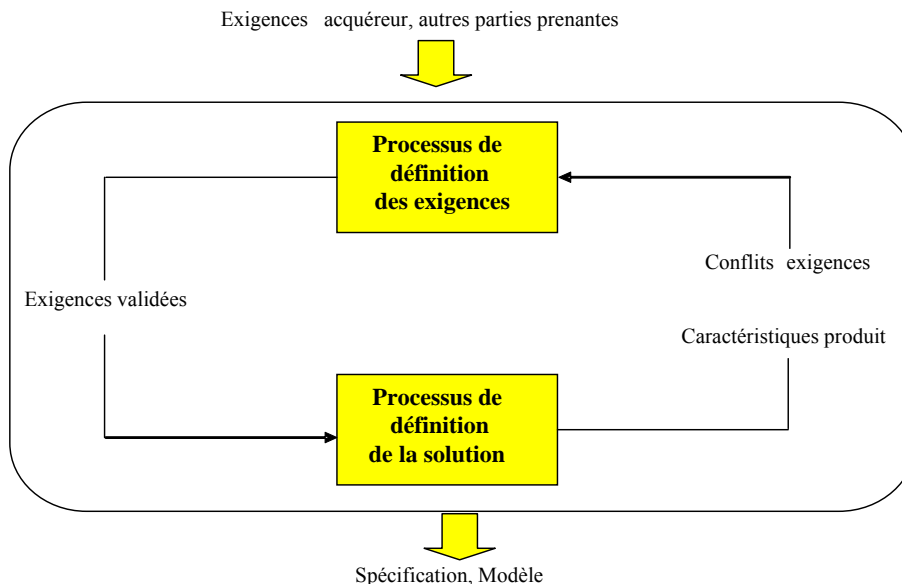 Exigences acquéreur, autres parties prenantes
Processus de
définition
des exigences
Conflits exigences
Exigences validées
Caractéristiques produit
Processus de
définition
de la solution
Spécification, Modèle